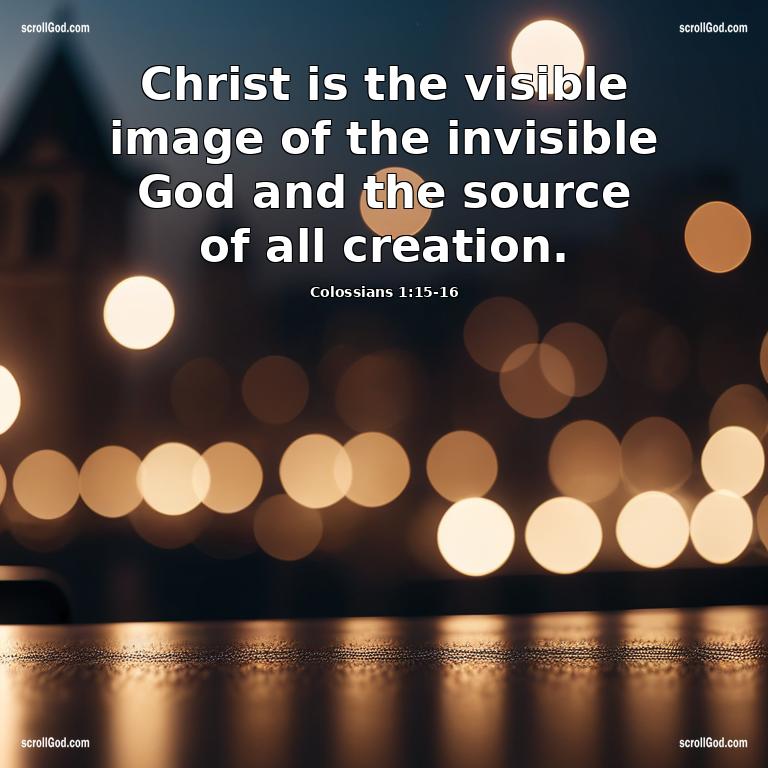 scrollGod.com scrollGod.com
Christ is the visible
image of the invisible
God and the source
of all creation.
Colossians 1:15-16
scrollGod.com scrollGod.com